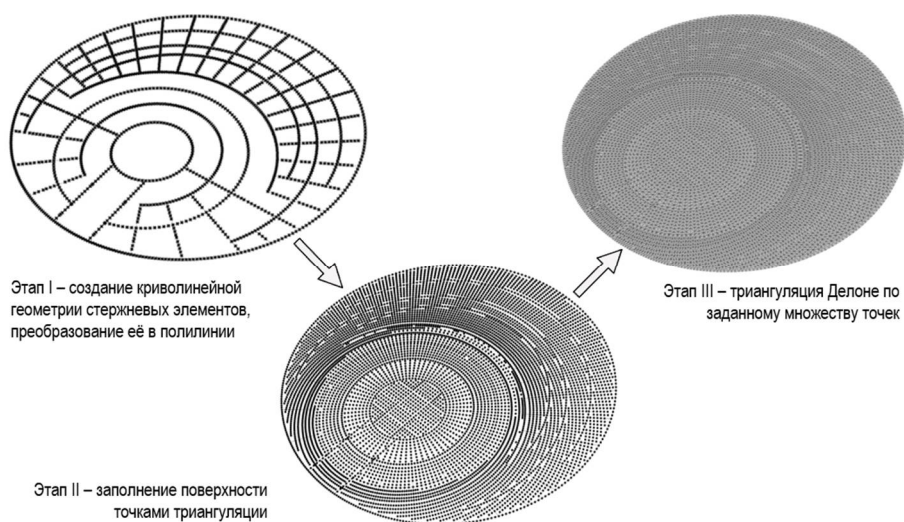 Этап I – создание криволинейной
геометрии стержневых элементов,
преобразование её в полилинии
Этап III – триангуляция Делоне по
заданному множеству точек
Этап II – заполнение поверхности
точками триангуляции